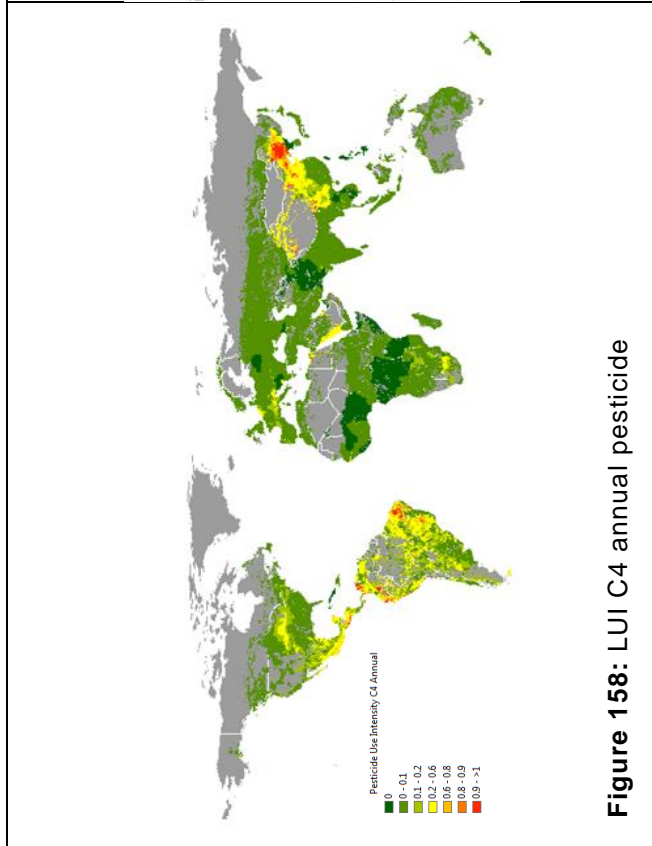 Pesticide Use Intensity C4 Annual
0
0 - 0.1
0.1 - 0.2
0.2 - 0.6
0.6 - 0.8
0.8 - 0.9
0.9 - >1
Figure 158: LUI C4 annual pesticide